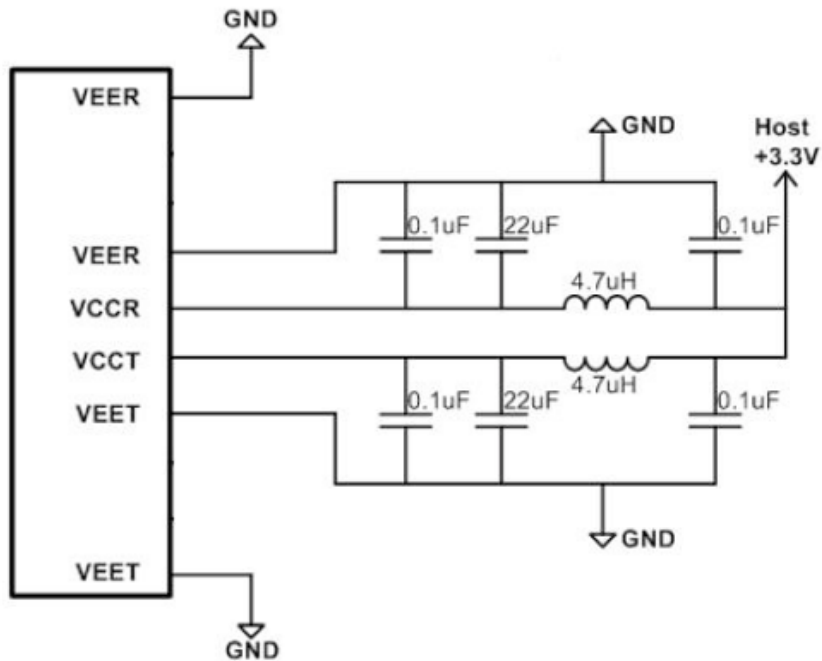 GND
VEER
GND
Host
+3.3V
0.1uF
22uF
0.1uF
VEER
4.7uH
VCCR
VCCT
4.7uH
VEET
0.1uF
22uF
0.1uF
GND
VEET
GND